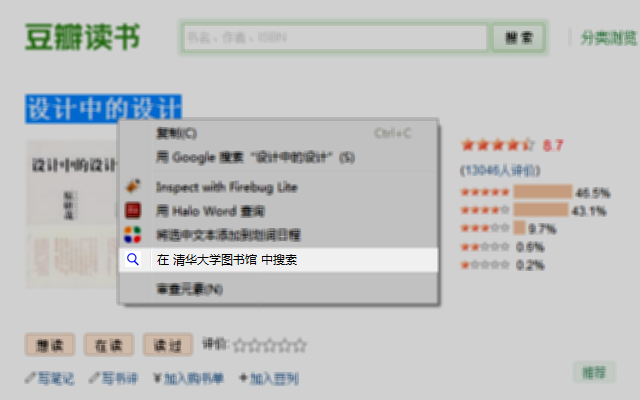 豆瓣读书
书名、作者、ISBN
搜索
分类浏览
设计中的设计
设计中的设计
复制(C) Ctrl+C
用 Google 搜索“设计中的设计”(S)
Inspect with Firebug Lite
用 Halo Word 查询
将选中文本添加到划词日程
在 清华大学图书馆 中搜索
审查元素(N)
8.7
(13046人评价)
46.5%
43.1%
9.7%
0.6%
0.2%
想读 在读 读过 评价:
写笔记 写书评 ¥加入购书单 +加入豆列
推荐